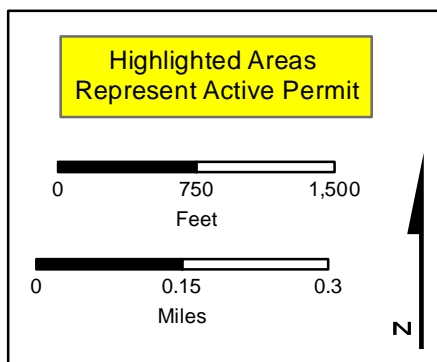 Highlighted Areas
Represent Active Permit
0 750 1,500
Feet
0 0.15 0.3
Miles
N